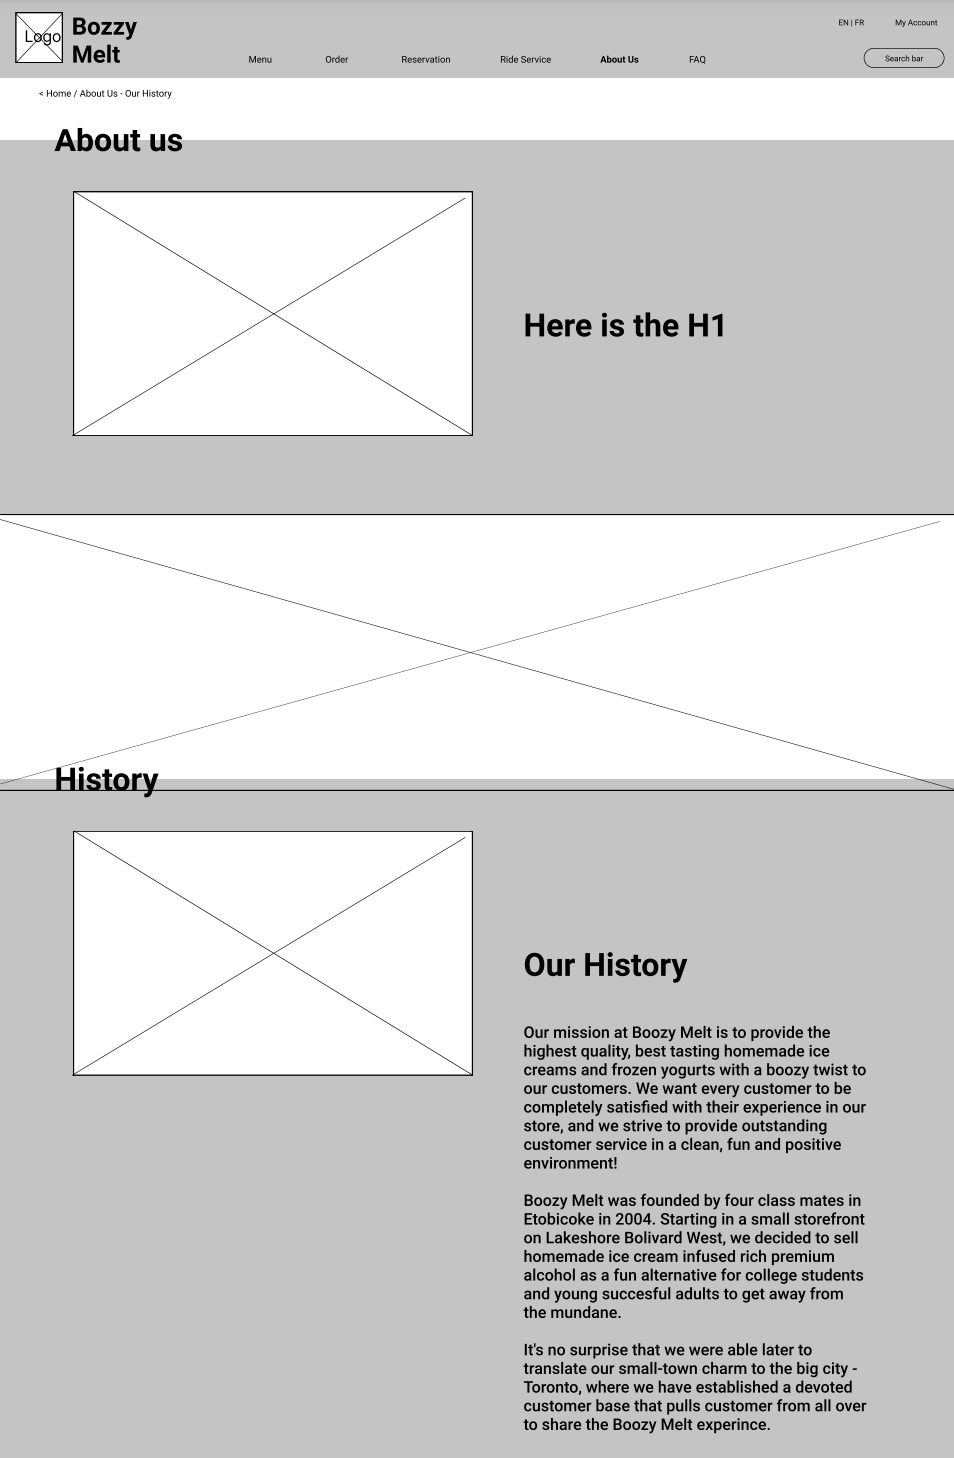 Logo
Bozzy
Melt
EN | FR
My Account
Menu
Order
Reservation
Ride Service
About Us
FAQ
Search bar
< Home / About Us - Our History
About us
Here is the H1
History
Our History
Our mission at Boozy Melt is to provide the
highest quality, best tasting homemade ice
creams and frozen yogurts with a boozy twist to
our customers. We want every customer to be
completely satisfied with their experience in our
store, and we strive to provide outstanding
customer service in a clean, fun and positive
environment!
Boozy Melt was founded by four class mates in
Etobicoke in 2004. Starting in a small storefront
on Lakeshore Bolivard West, we decided to sell
homemade ice cream infused rich premium
alcohol as a fun alternative for college students
and young succesful adults to get away from
the mundane.
It's no surprise that we were able later to
translate our small-town charm to the big city -
Toronto, where we have established a devoted
customer base that pulls customer from all over
to share the Boozy Melt experince.